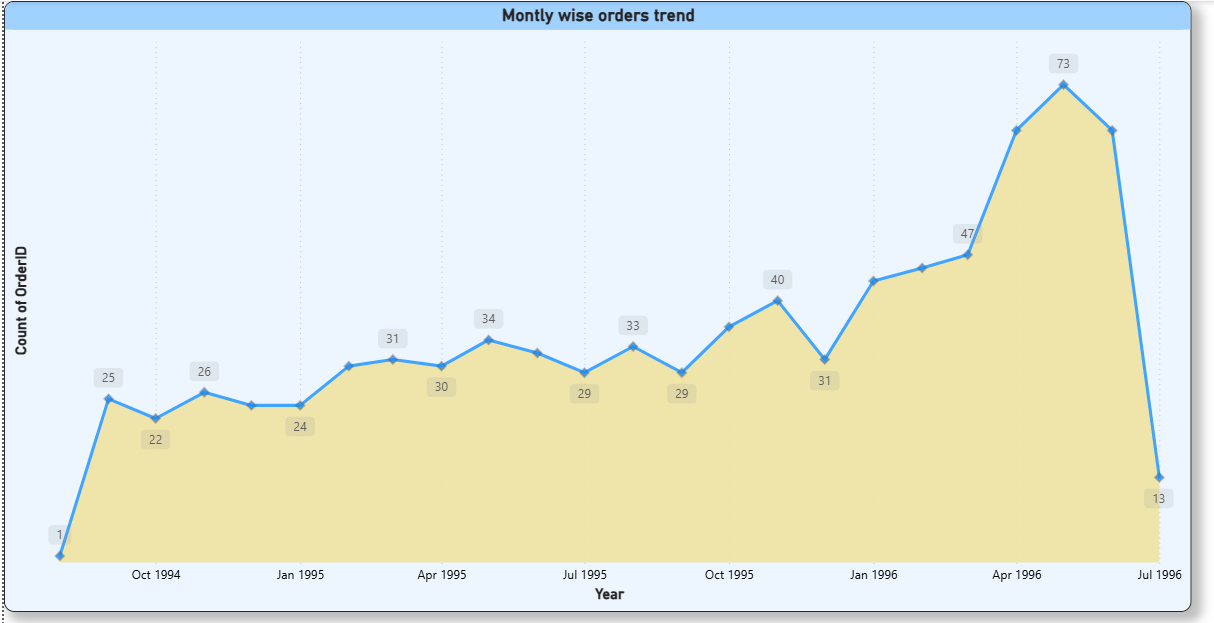 Montly wise orders trend
Count of OrderID
73
47
40
34
33
31
31
30
29
29
25
26
22
24
1
13
Oct 1994
Jan 1995
Apr 1995
Jul 1995
Oct 1995
Jan 1996
Apr 1996
Jul 1996
Year